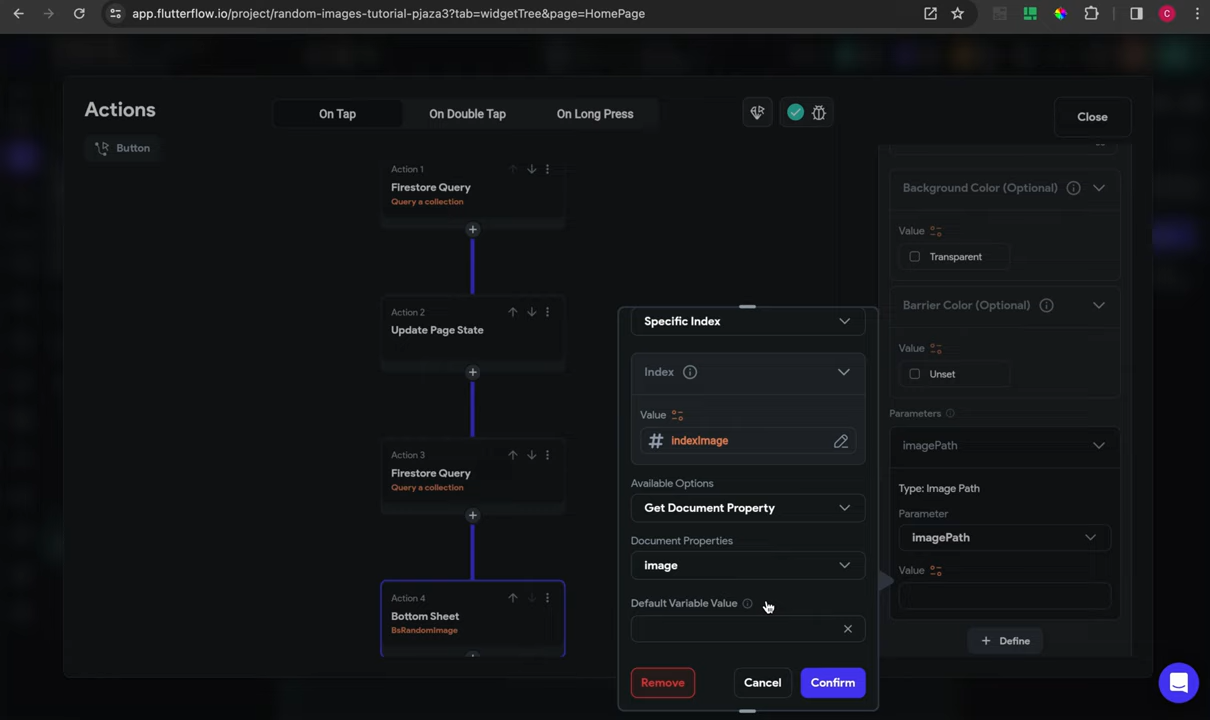 app.flutterflow.io/project/random-images-tutorial-pjaza3?tab=widgetTree&page=HomePage
C
Actions
On Tap
On Double Tap
On Long Press
Close
Button
Action 1
Firestore Query
Query a collection
Action 2
Update Page State
Action 3
Firestore Query
Query a collection
Action 4
Bottom Sheet
BsRandomImage
Specific Index
Index
Value
# indexImage
Available Options
Get Document Property
Document Properties
image
Default Variable Value
Remove
Cancel
Confirm
Background Color (Optional)
Value
Transparent
Barrier Color (Optional)
Value
Unset
Parameters
imagePath
Type: Image Path
Parameter
imagePath
Value
+ Define